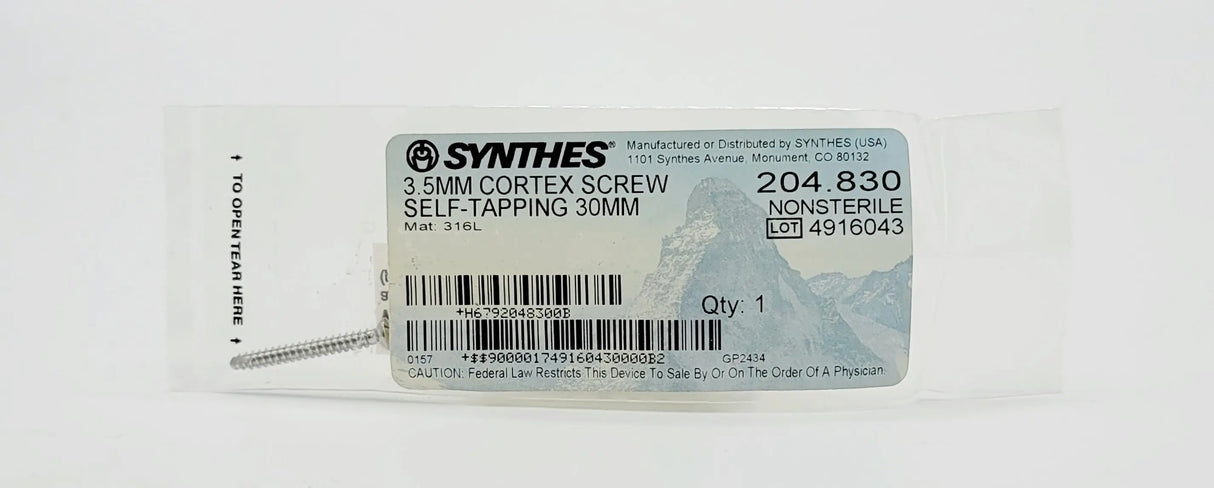 ↑ TO OPEN TEAR HERE ↑
SYNTHES®
Manufactured or Distributed by SYNTHES (USA)
1101 Synthes Avenue, Monument, CO 80132
3.5MM CORTEX SCREW
SELF-TAPPING 30MM
Mat: 316L
204.830
NONSTERILE
LOT 4916043
+H6792048300B
Qty: 1
0157 +$$9000001749160430000B2 GP2434
CAUTION: Federal Law Restricts This Device To Sale By Or On The Order Of A Physician.